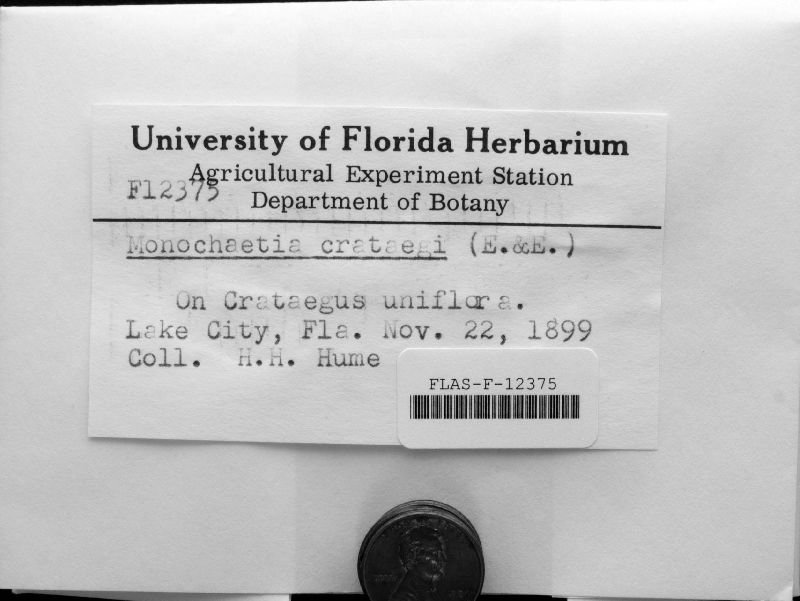 University of Florida Herbarium
Agricultural Experiment Station
F12375
Department of Botany
Monochaetia crataegi (E.&E.)
On Crataegus uniflora.
Lake City, Fla. Nov. 22, 1899
Coll. H.H. Hume
FLAS-F-12375